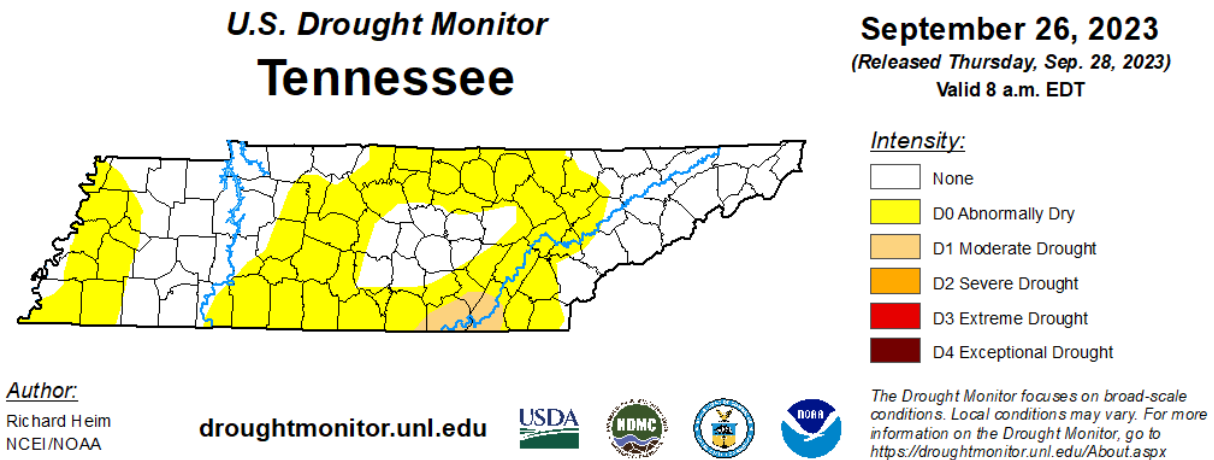 U.S. Drought Monitor
Tennessee
September 26, 2023
(Released Thursday, Sep. 28, 2023)
Valid 8 a.m. EDT
Intensity:
None
D0 Abnormally Dry
D1 Moderate Drought
D2 Severe Drought
D3 Extreme Drought
D4 Exceptional Drought
Author:
Richard Heim
NCEI/NOAA
droughtmonitor.unl.edu
USDA
NDMC
NOAA
The Drought Monitor focuses on broad-scale
conditions. Local conditions may vary. For more
information on the Drought Monitor, go to
https://droughtmonitor.unl.edu/About.aspx